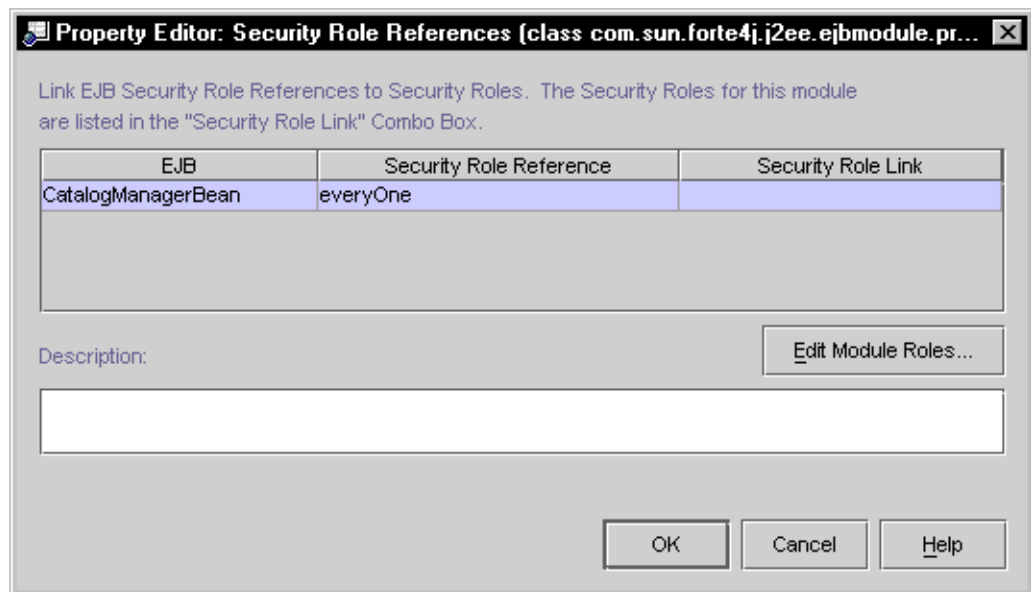 Property Editor: Security Role References (class com.sun.forte4j.j2ee.ejbmodule.pr...
Link EJB Security Role References to Security Roles. The Security Roles for this module
are listed in the "Security Role Link" Combo Box.
EJB Security Role Reference Security Role Link
CatalogManagerBean everyOne
Edit Module Roles...
Description:
OK Cancel Help